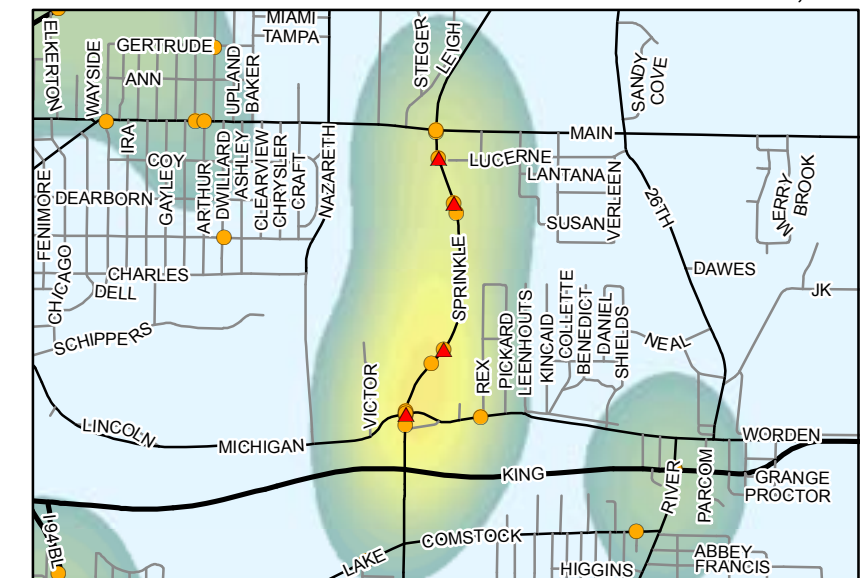 MIAMI
TAMPA
ELKERTON
WAYSIDE
GERTRUDE
ANN
UPLAND
BAKER
STEGER
LEIGH
SANDY
COVE
MAIN
IRA
COY
GAYLE
ARTHUR
DWILLARD
ASHLEY
CLEARVIEW
CHRYSLER
CRAFT
NAZARETH
LUCERNE
LANTANA
VERLEEN
SUSAN
26TH
MERRY
BROOK
DEARBORN
FENIMORE
CHICAGO
CHARLES
DELL
SCHIPPERS
SPRINKLE
DAWES
JK
NEAL
VICTOR
REX
PICKARD
LEENHOUTS
KINCAID
COLLETTE
BENEDICT
DANIEL
SHIELDS
LINCOLN
MICHIGAN
WORDEN
KING
RIVER
PARCOM
GRANGE
PROCTOR
I-94 BL
LAKE
COMSTOCK
HIGGINS
ABBEY
FRANCIS